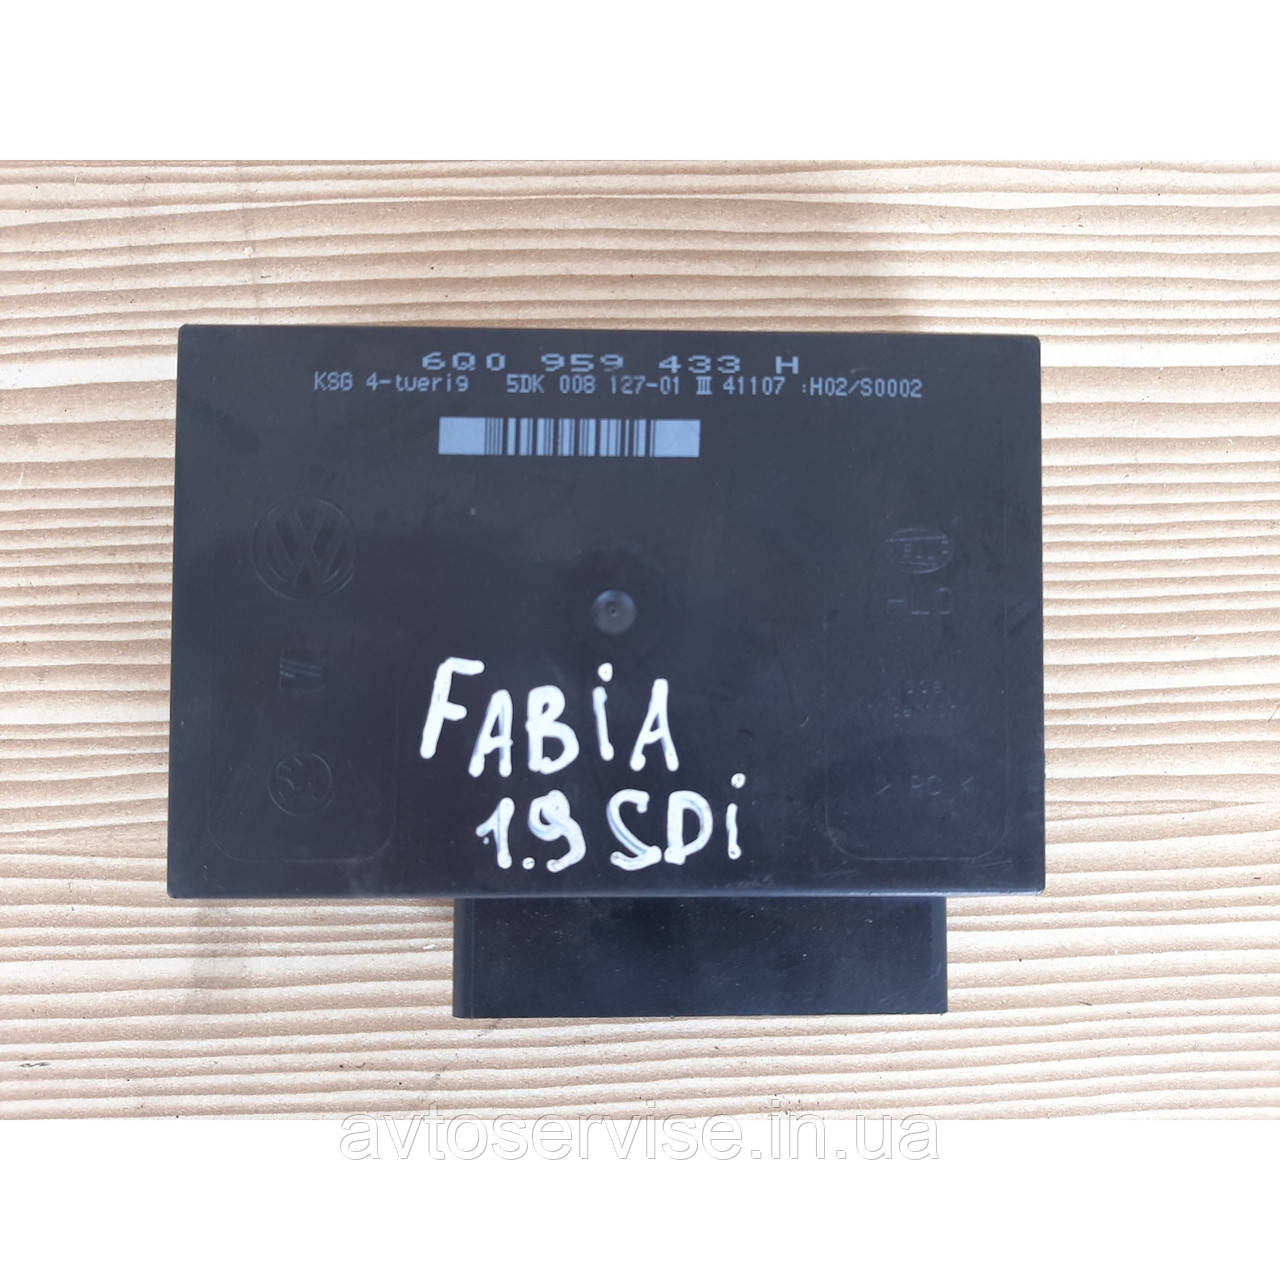 6Q0 959 433 H
KSG 4-tuerig 5DK 008 127-01 III 41107 :H02/S0002
FABiA
1.9 SDi
> PC <
avtoservise.in.ua